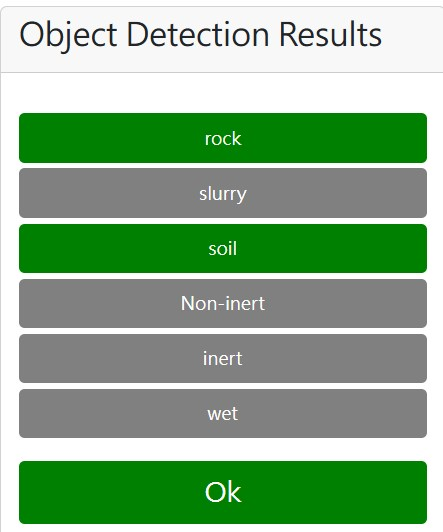 Object Detection Results
rock
slurry
soil
Non-inert
inert
wet
Ok